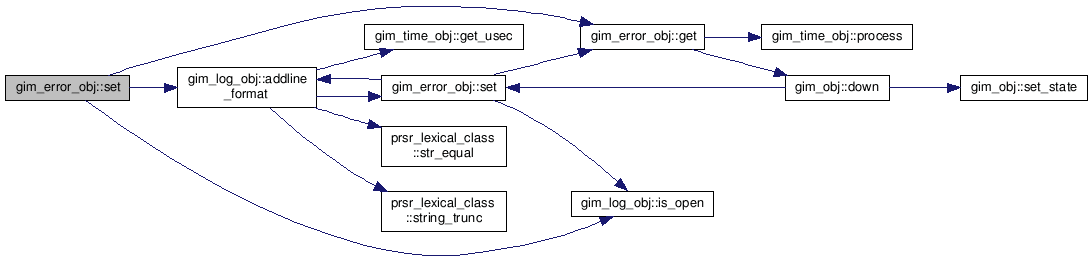 gim_error_obj::set
gim_log_obj::addline
_format
gim_time_obj::get_usec
gim_error_obj::set
prsr_lexical_class
::str_equal
prsr_lexical_class
::string_trunc
gim_error_obj::get
gim_log_obj::is_open
gim_time_obj::process
gim_obj::down
gim_obj::set_state